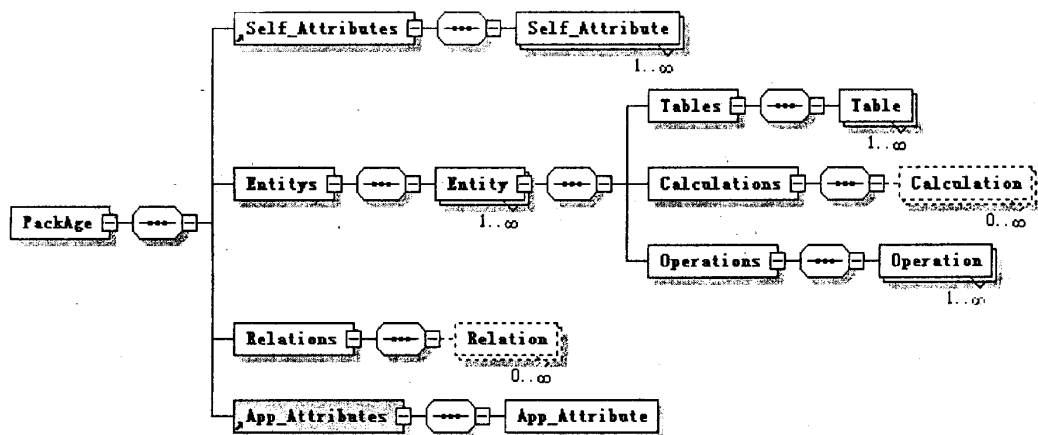 Self_Attributes
Self_Attribute
1..∞
Tables
Table
1..∞
Entitys
Entity
1..∞
Calculations
Calculation
0..∞
PackAge
Operations
Operation
1..∞
Relations
Relation
0..∞
App_Attributes
App_Attribute